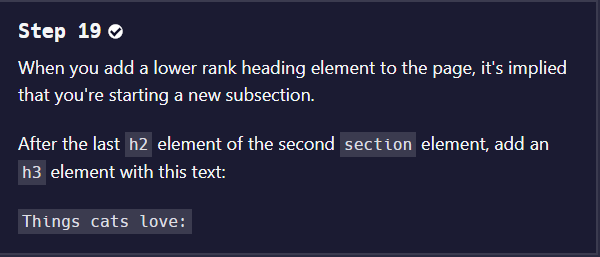 Step 19
When you add a lower rank heading element to the page, it's implied
that you're starting a new subsection.
After the last h2 element of the second section element, add an
h3 element with this text:
Things cats love: